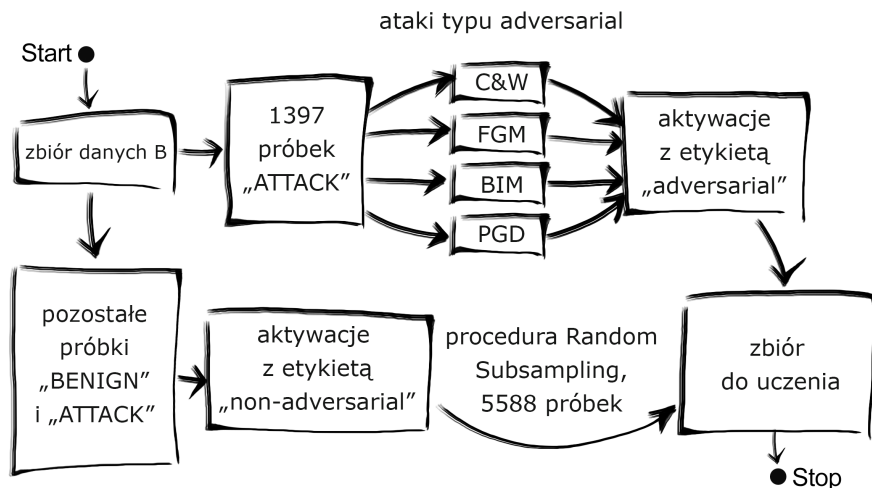 ataki typu adversarial
Start
zbiór danych B
1397
próbek
„ATTACK”
C&W
FGM
BIM
PGD
aktywacje
z etykietą
„adversarial”
pozostałe
próbki
„BENIGN”
i „ATTACK”
aktywacje
z etykietą
„non-adversarial”
procedura Random
Subsampling,
5588 próbek
zbiór
do uczenia
Stop